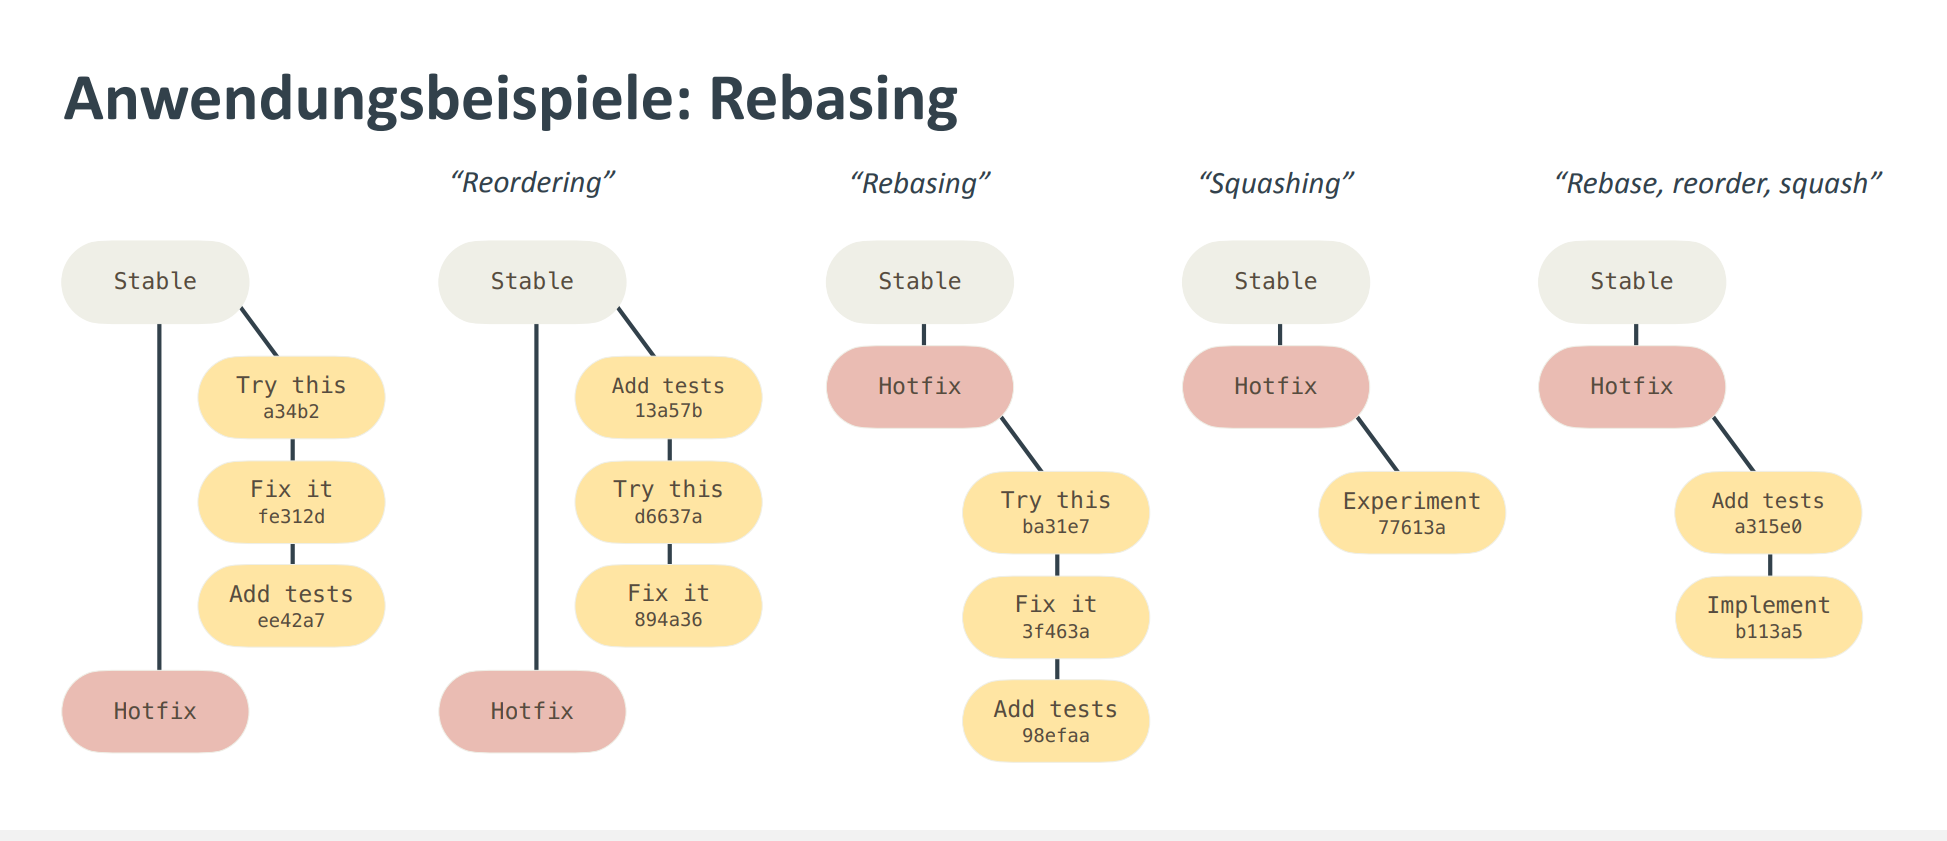 Anwendungsbeispiele: Rebasing
Stable
Try this
a34b2
Fix it
fe312d
Add tests
ee42a7
Hotfix
“Reordering”
Stable
Add tests
13a57b
Try this
d6637a
Fix it
894a36
Hotfix
“Rebasing”
Stable
Hotfix
Try this
ba31e7
Fix it
3f463a
Add tests
98efaa
“Squashing”
Stable
Hotfix
Experiment
77613a
“Rebase, reorder, squash”
Stable
Hotfix
Add tests
a315e0
Implement
b113a5